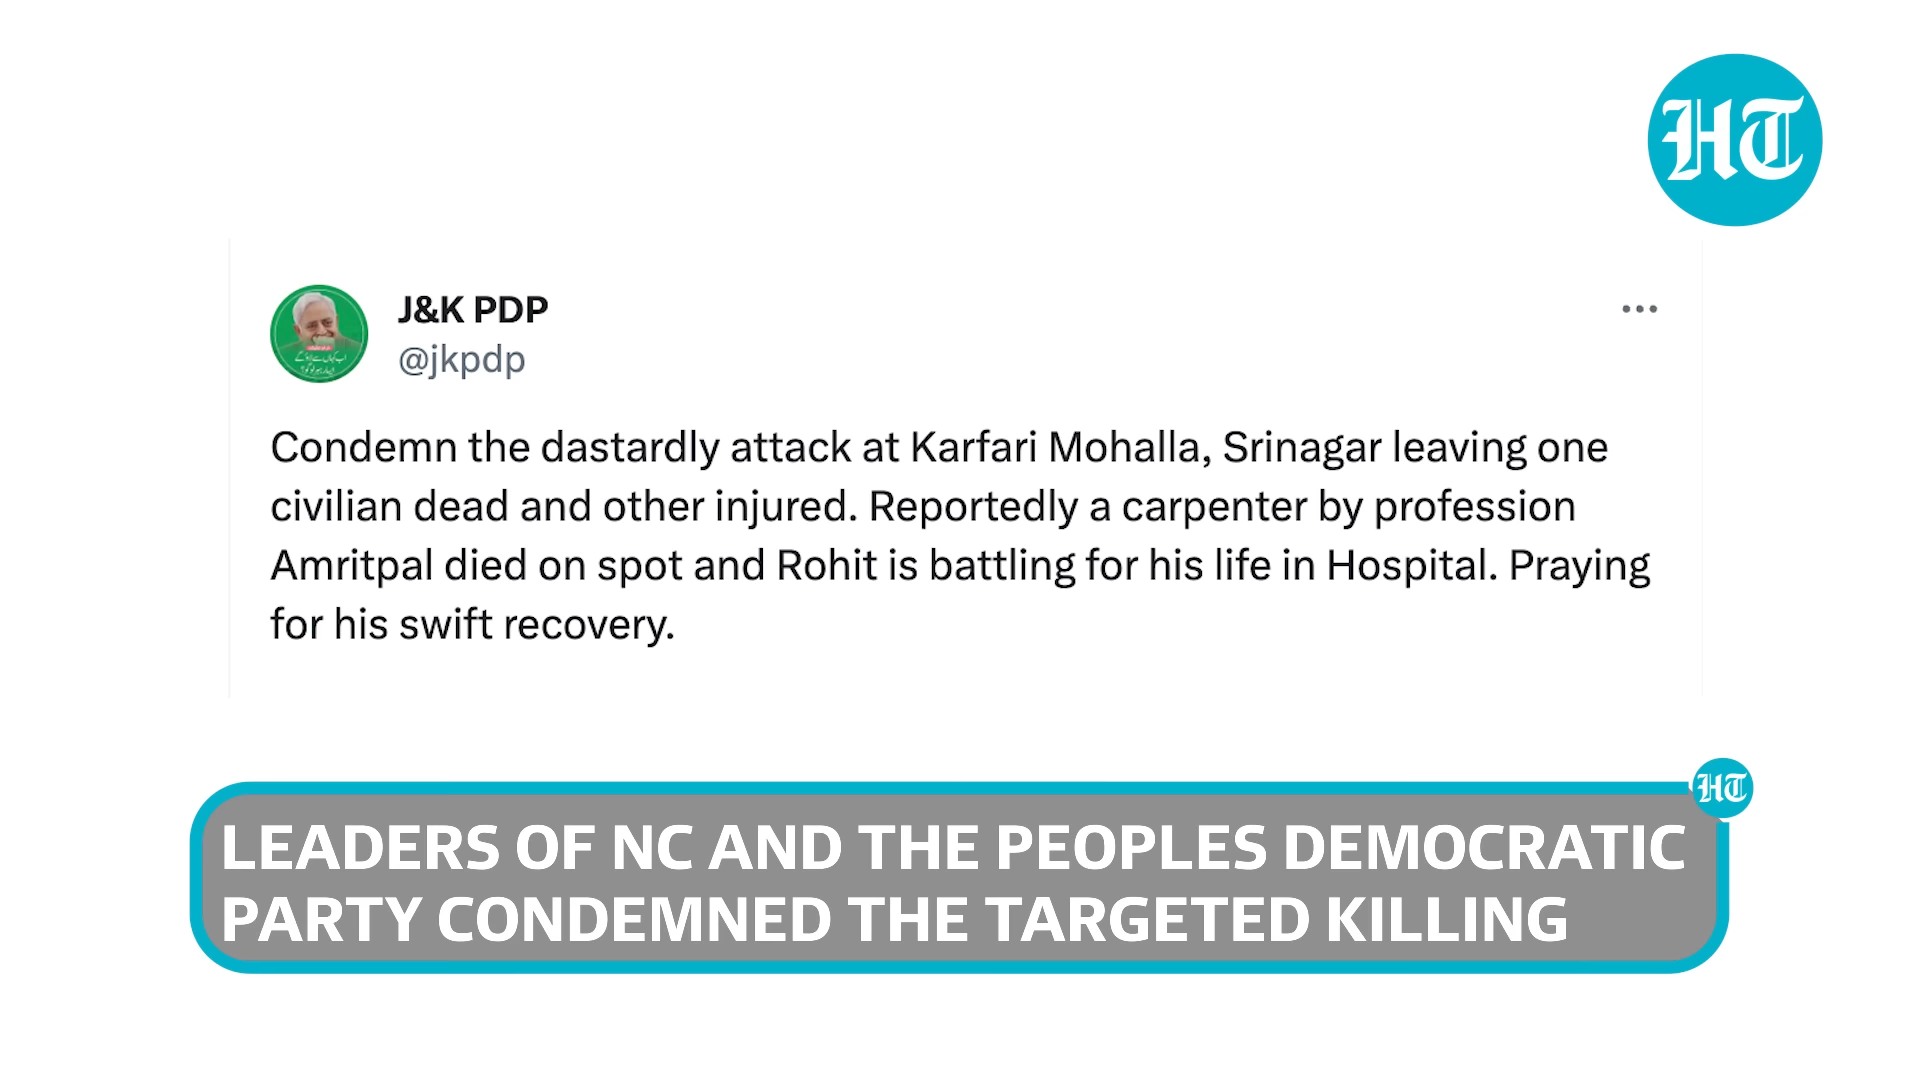 HT
J&K PDP
@jkpdp
Condemn the dastardly attack at Karfari Mohalla, Srinagar leaving one
civilian dead and other injured. Reportedly a carpenter by profession
Amritpal died on spot and Rohit is battling for his life in Hospital. Praying
for his swift recovery.
HT
LEADERS OF NC AND THE PEOPLES DEMOCRATIC
PARTY CONDEMNED THE TARGETED KILLING